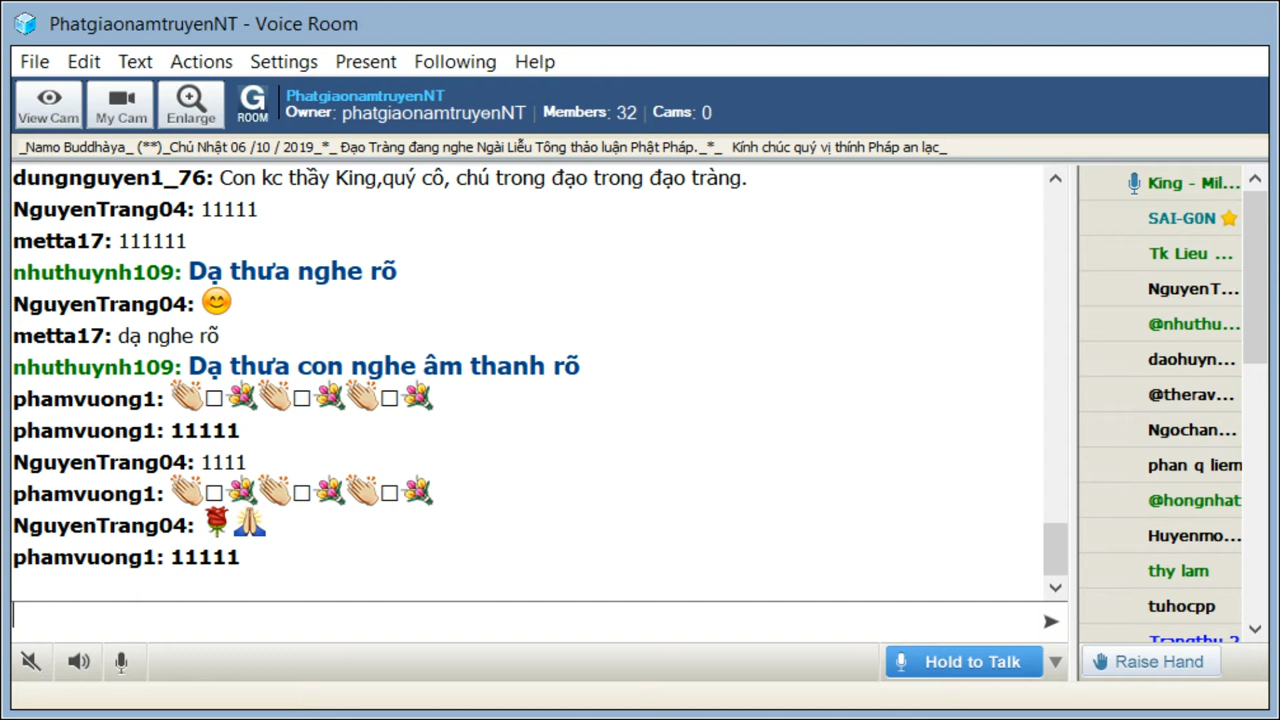 PhatgiaonamtruyenNT - Voice Room
File Edit Text Actions Settings Present Following Help
View Cam
My Cam
Enlarge
G ROOM
PhatgiaonamtruyenNT
Owner: phatgiaonamtruyenNT | Members: 32 | Cams: 0
_Namo Buddhàya_ (**)_Chủ Nhật 06 /10 / 2019_*_ Đạo Tràng đang nghe Ngài Liễu Tông thảo luận Phật Pháp._*_ Kính chúc quý vị thính Pháp an lạc_
dungnguyen1_76: Con kc thầy King,quý cô, chú trong đạo trong đạo tràng.
NguyenTrang04: 11111
metta17: 111111
nhuthuynh109: Dạ thưa nghe rõ
NguyenTrang04: 😊
metta17: dạ nghe rõ
nhuthuynh109: Dạ thưa con nghe âm thanh rõ
phamvuong1: 👏□💐👏□💐👏□💐
phamvuong1: 11111
NguyenTrang04: 1111
phamvuong1: 👏□💐👏□💐👏□💐
NguyenTrang04: 🌹🙏
phamvuong1: 11111
King - Mil...
SAI-G0N
Tk Lieu ...
NguyenT...
@nhuthu...
daohuyn...
@therav...
Ngochan...
phan q liem
@hongnhat
Huyenmo...
thy lam
tuhocpp
Trangthu 2
Hold to Talk
Raise Hand